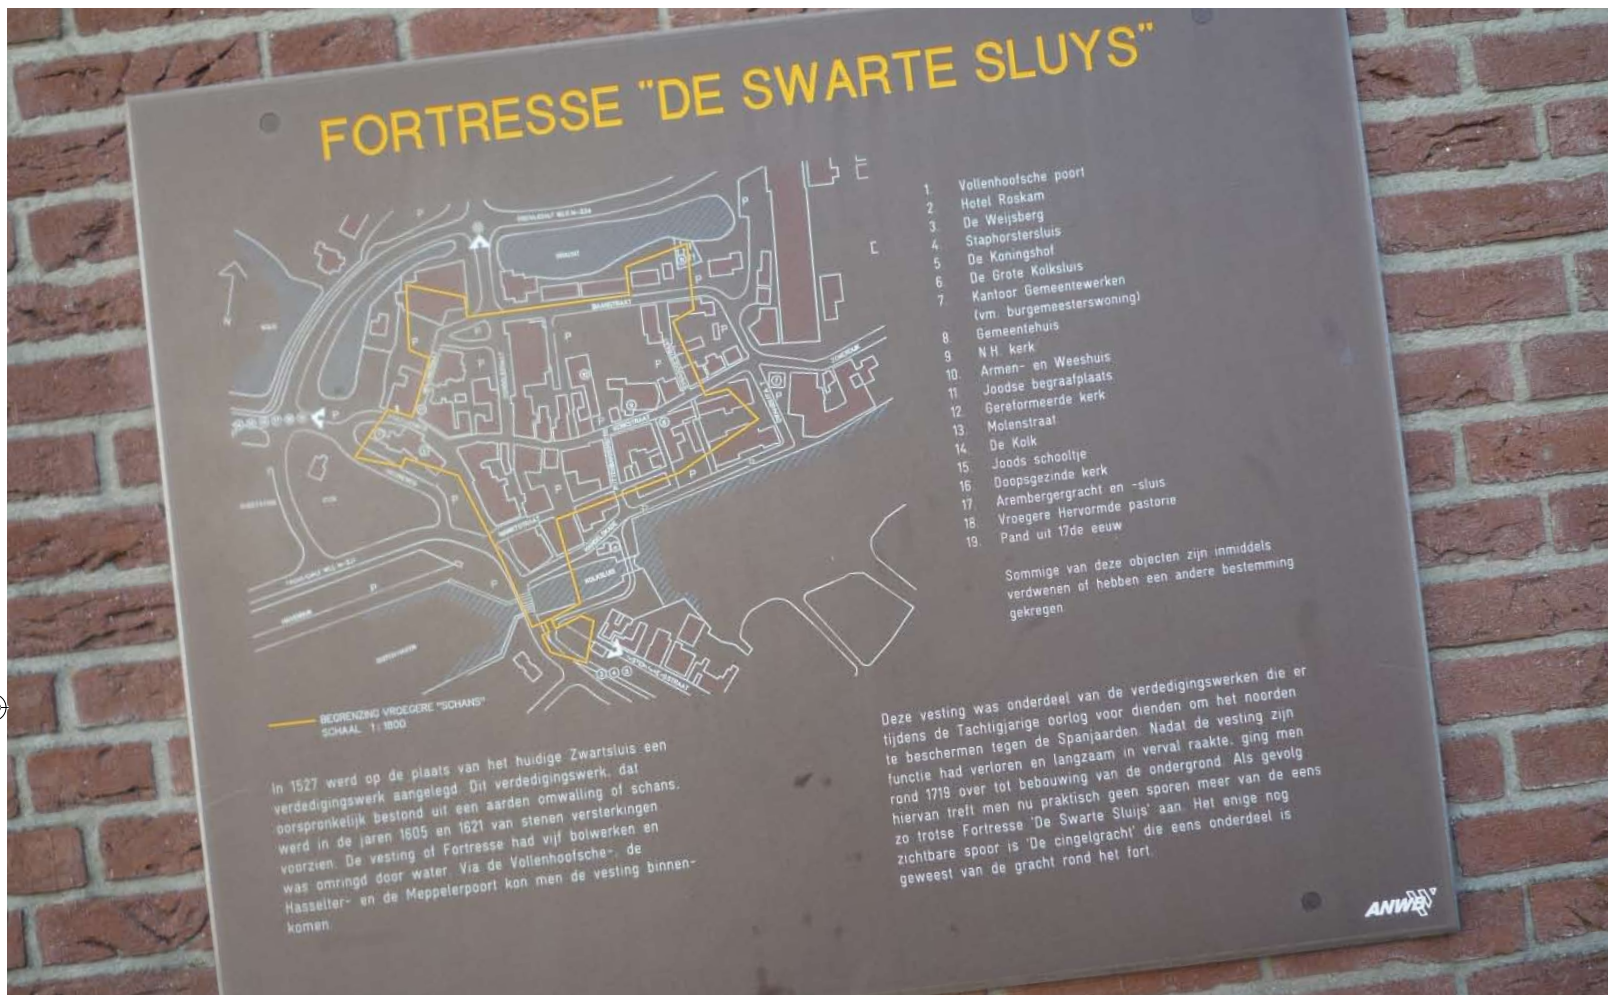 FORTRESSE "DE SWARTE SLUYS"
1. Vollenhoofsche poort
2. Hotel Roskam
3. De Weijsberg
4. Staphorstersluis
5. De Koningshof
6. De Grote Kolksluis
7. Kantoor Gemeentewerken
(vm. burgemeesterswoning)
8. Gemeentehuis
9. N.H. kerk
10. Armen- en Weeshuis
11. Joodse begraafplaats
12. Gereformeerde kerk
13. Molenstraat
14. De Kolk
15. Joods schooltje
16. Doopsgezinde kerk
17. Arembergergracht en -sluis
18. Vroegere Hervormde pastorie
19. Pand uit 17de eeuw
Sommige van deze objecten zijn inmiddels
verdwenen of hebben een andere bestemming
gekregen.
N
P
GRACHT
BAANSTRAAT
KERKSTRAAT
KOLKSLUIS
BUITENHAVEN
BEGRENZING VROEGERE "SCHANS"
SCHAAL 1:1800
In 1527 werd op de plaats van het huidige Zwartsluis een
verdedigingswerk aangelegd. Dit verdedigingswerk, dat
oorspronkelijk bestond uit een aarden omwalling of schans,
werd in de jaren 1605 en 1621 van stenen versterkingen
voorzien. De vesting of Fortresse had vijf bolwerken en
was omringd door water. Via de Vollenhoofsche-, de
Hasselter- en de Meppelerpoort kon men de vesting binnen-
komen.
Deze vesting was onderdeel van de verdedigingswerken die er
tijdens de Tachtigjarige oorlog voor dienden om het noorden
te beschermen tegen de Spanjaarden. Nadat de vesting zijn
functie had verloren en langzaam in verval raakte, ging men
rond 1719 over tot bebouwing van de ondergrond. Als gevolg
hiervan treft men nu praktisch geen sporen meer van de eens
zo trotse Fortresse 'De Swarte Sluijs' aan. Het enige nog
zichtbare spoor is 'De cingelgracht' die eens onderdeel is
geweest van de gracht rond het fort.
ANWB